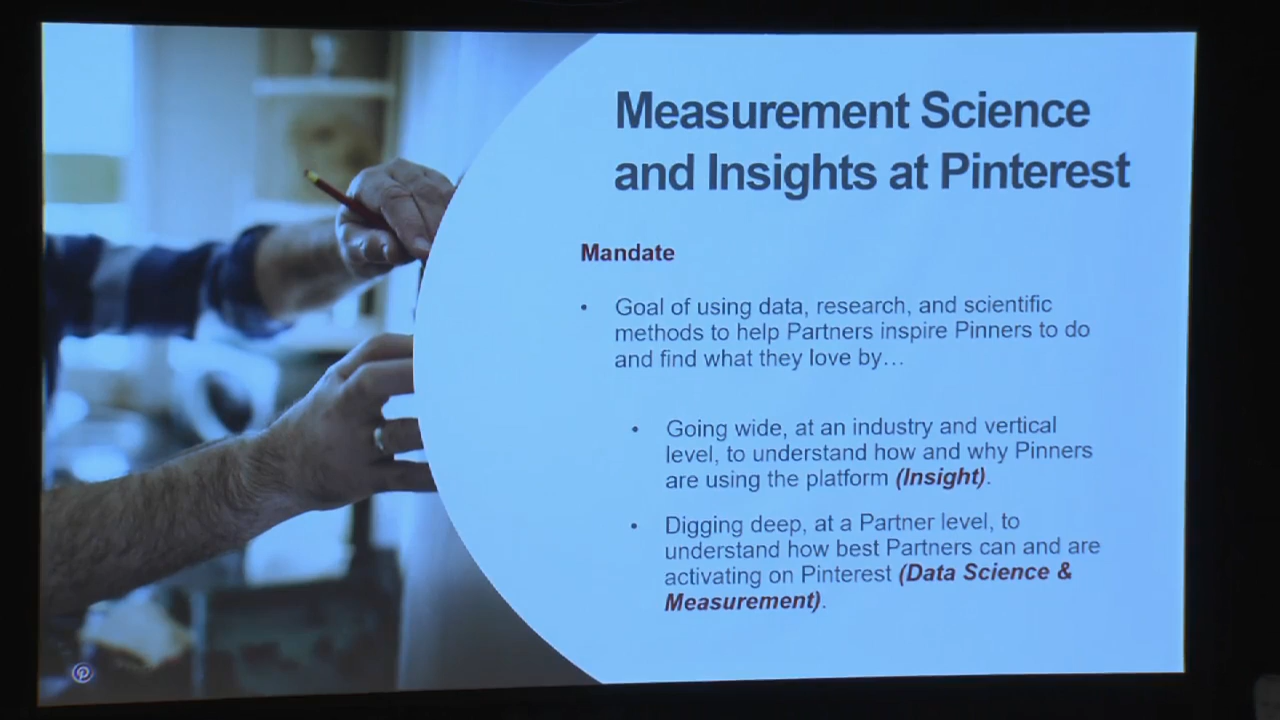 Measurement Science
and Insights at Pinterest
Mandate
• Goal of using data, research, and scientific
methods to help Partners inspire Pinners to do
and find what they love by…
• Going wide, at an industry and vertical
level, to understand how and why Pinners
are using the platform (Insight).
• Digging deep, at a Partner level, to
understand how best Partners can and are
activating on Pinterest (Data Science &
Measurement).